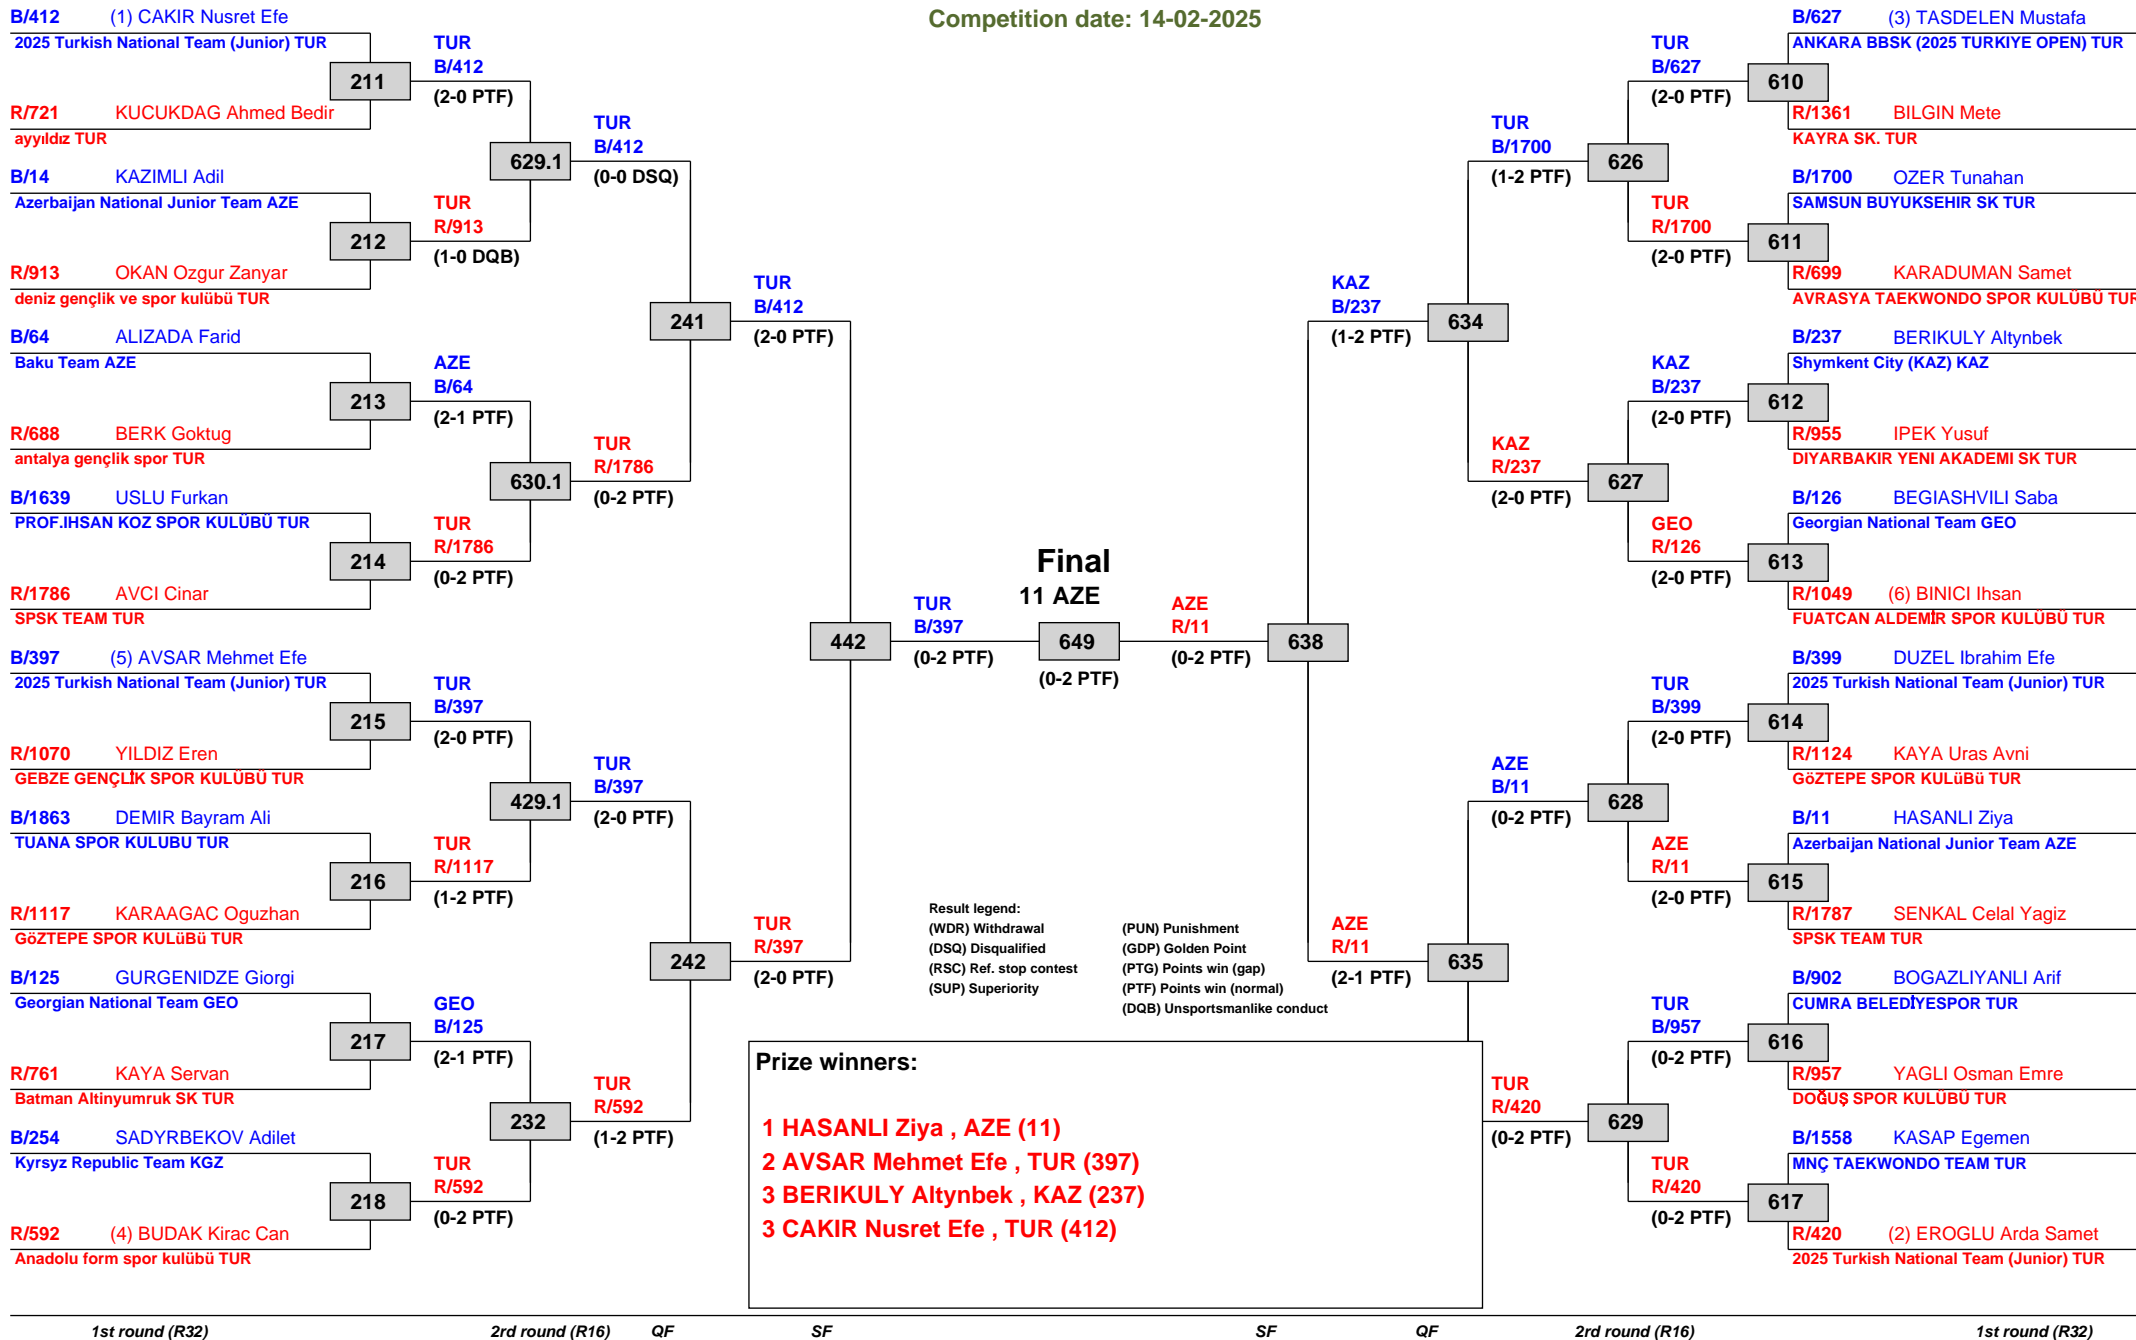 Competition date: 14-02-2025
B/412 (1) CAKIR Nusret Efe
2025 Turkish National Team (Junior) TUR
211
R/721 KUCUKDAG Ahmed Bedir
ayyıldız TUR
B/14 KAZIMLI Adil
Azerbaijan National Junior Team AZE
212
R/913 OKAN Ozgur Zanyar
deniz gençlik ve spor kulübü TUR
B/64 ALIZADA Farid
Baku Team AZE
213
R/688 BERK Goktug
antalya gençlik spor TUR
B/1639 USLU Furkan
PROF.IHSAN KOZ SPOR KULÜBÜ TUR
214
R/1786 AVCI Cinar
SPSK TEAM TUR
B/397 (5) AVSAR Mehmet Efe
2025 Turkish National Team (Junior) TUR
215
R/1070 YILDIZ Eren
GEBZE GENÇLİK SPOR KULÜBÜ TUR
B/1863 DEMIR Bayram Ali
TUANA SPOR KULUBU TUR
216
R/1117 KARAAGAC Oguzhan
GöZTEPE SPOR KULüBü TUR
B/125 GURGENIDZE Giorgi
Georgian National Team GEO
217
R/761 KAYA Servan
Batman Altinyumruk SK TUR
B/254 SADYRBEKOV Adilet
Kyrsyz Republic Team KGZ
218
R/592 (4) BUDAK Kirac Can
Anadolu form spor kulübü TUR
TUR
B/412
(2-0 PTF)
629.1
TUR
R/913
(1-0 DQB)
AZE
B/64
(2-1 PTF)
630.1
TUR
R/1786
(0-2 PTF)
TUR
B/397
(2-0 PTF)
429.1
TUR
R/1117
(1-2 PTF)
GEO
B/125
(2-1 PTF)
232
TUR
R/592
(0-2 PTF)
TUR
B/412
(0-0 DSQ)
241
TUR
R/1786
(0-2 PTF)
TUR
B/397
(2-0 PTF)
242
TUR
R/592
(1-2 PTF)
TUR
B/412
(2-0 PTF)
442
TUR
R/397
(2-0 PTF)
TUR
B/397
(0-2 PTF)
Final
11 AZE
649
(0-2 PTF)
AZE
R/11
(0-2 PTF)
638
KAZ
B/237
(1-2 PTF)
AZE
R/11
(2-1 PTF)
634
635
TUR
B/1700
(1-2 PTF)
KAZ
R/237
(2-0 PTF)
AZE
B/11
(0-2 PTF)
TUR
R/420
(0-2 PTF)
626
627
628
629
TUR
B/627
(2-0 PTF)
TUR
R/1700
(2-0 PTF)
KAZ
B/237
(2-0 PTF)
GEO
R/126
(2-0 PTF)
TUR
B/399
(2-0 PTF)
AZE
R/11
(2-0 PTF)
TUR
B/957
(0-2 PTF)
TUR
R/420
(0-2 PTF)
B/627 (3) TASDELEN Mustafa
ANKARA BBSK (2025 TURKIYE OPEN) TUR
610
R/1361 BILGIN Mete
KAYRA SK. TUR
B/1700 OZER Tunahan
SAMSUN BUYUKSEHIR SK TUR
611
R/699 KARADUMAN Samet
AVRASYA TAEKWONDO SPOR KULÜBÜ TUR
B/237 BERIKULY Altynbek
Shymkent City (KAZ) KAZ
612
R/955 IPEK Yusuf
DIYARBAKIR YENI AKADEMI SK TUR
B/126 BEGIASHVILI Saba
Georgian National Team GEO
613
R/1049 (6) BINICI Ihsan
FUATCAN ALDEMİR SPOR KULÜBÜ TUR
B/399 DUZEL Ibrahim Efe
2025 Turkish National Team (Junior) TUR
614
R/1124 KAYA Uras Avni
GöZTEPE SPOR KULüBü TUR
B/11 HASANLI Ziya
Azerbaijan National Junior Team AZE
615
R/1787 SENKAL Celal Yagiz
SPSK TEAM TUR
B/902 BOGAZLIYANLI Arif
CUMRA BELEDİYESPOR TUR
616
R/957 YAGLI Osman Emre
DOĞUŞ SPOR KULÜBÜ TUR
B/1558 KASAP Egemen
MNÇ TAEKWONDO TEAM TUR
617
R/420 (2) EROGLU Arda Samet
2025 Turkish National Team (Junior) TUR
Result legend:
(WDR) Withdrawal (PUN) Punishment
(DSQ) Disqualified (GDP) Golden Point
(RSC) Ref. stop contest (PTG) Points win (gap)
(SUP) Superiority (PTF) Points win (normal)
(DQB) Unsportsmanlike conduct
Prize winners:
1 HASANLI Ziya , AZE (11)
2 AVSAR Mehmet Efe , TUR (397)
3 BERIKULY Altynbek , KAZ (237)
3 CAKIR Nusret Efe , TUR (412)
1st round (R32) 2rd round (R16) QF SF SF QF 2rd round (R16) 1st round (R32)